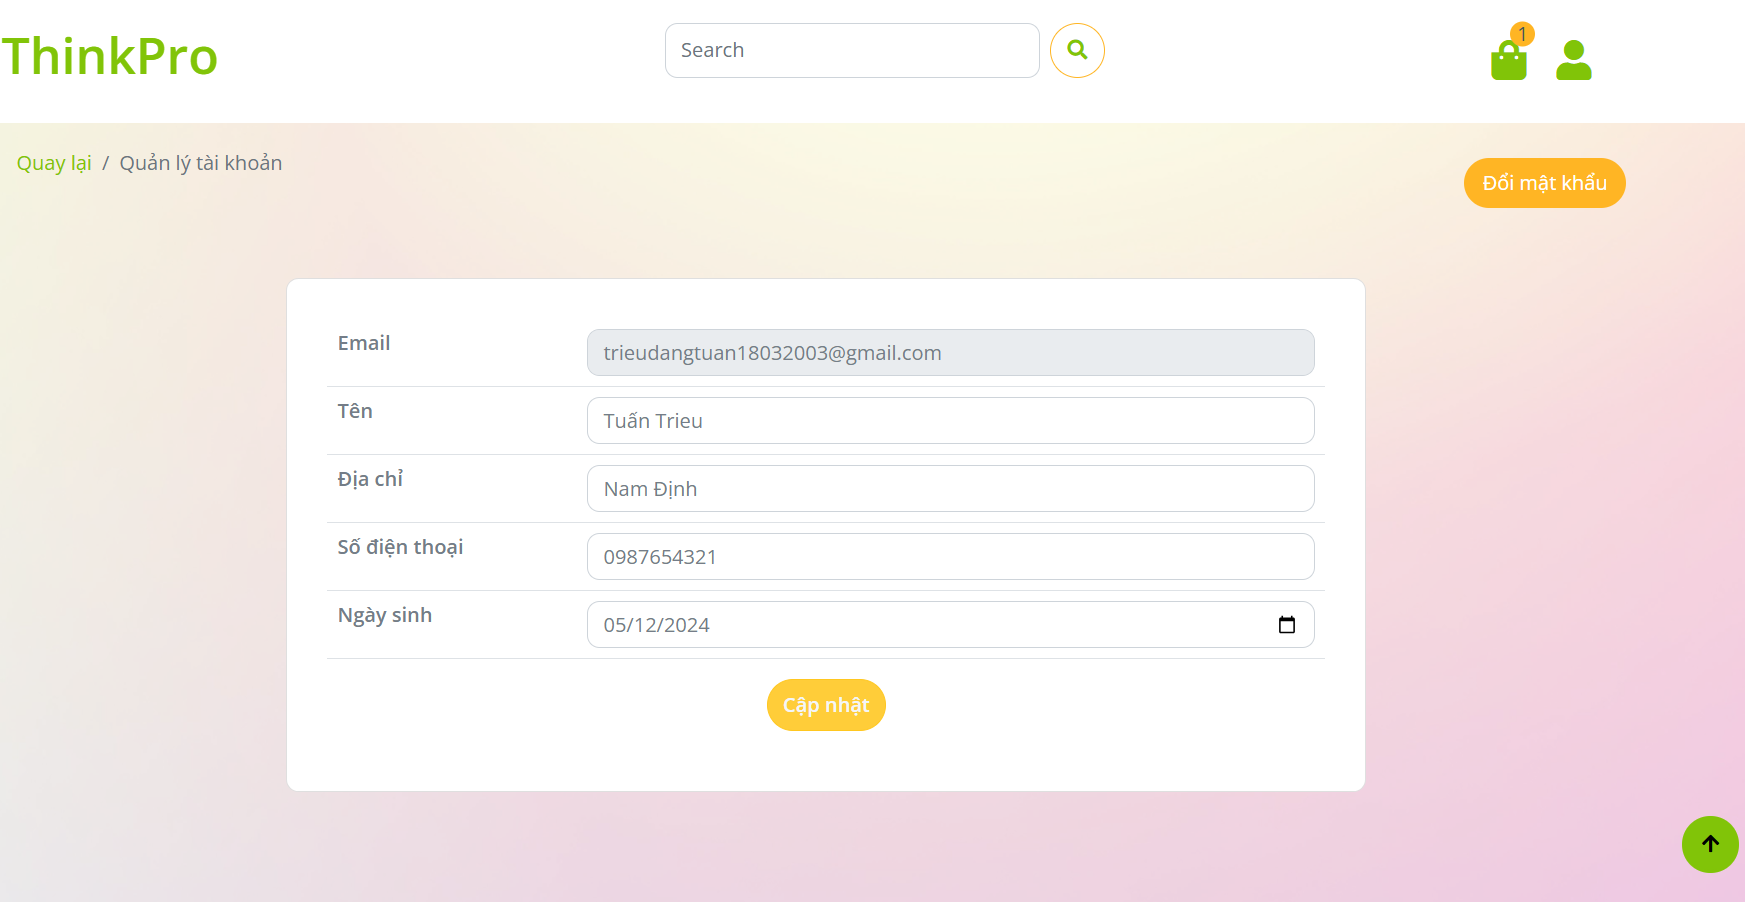 ThinkPro
Search
1
Quay lại / Quản lý tài khoản
Đổi mật khẩu
Email
trieudangtuan18032003@gmail.com
Tên
Tuấn Trieu
Địa chỉ
Nam Định
Số điện thoại
0987654321
Ngày sinh
05/12/2024
Cập nhật